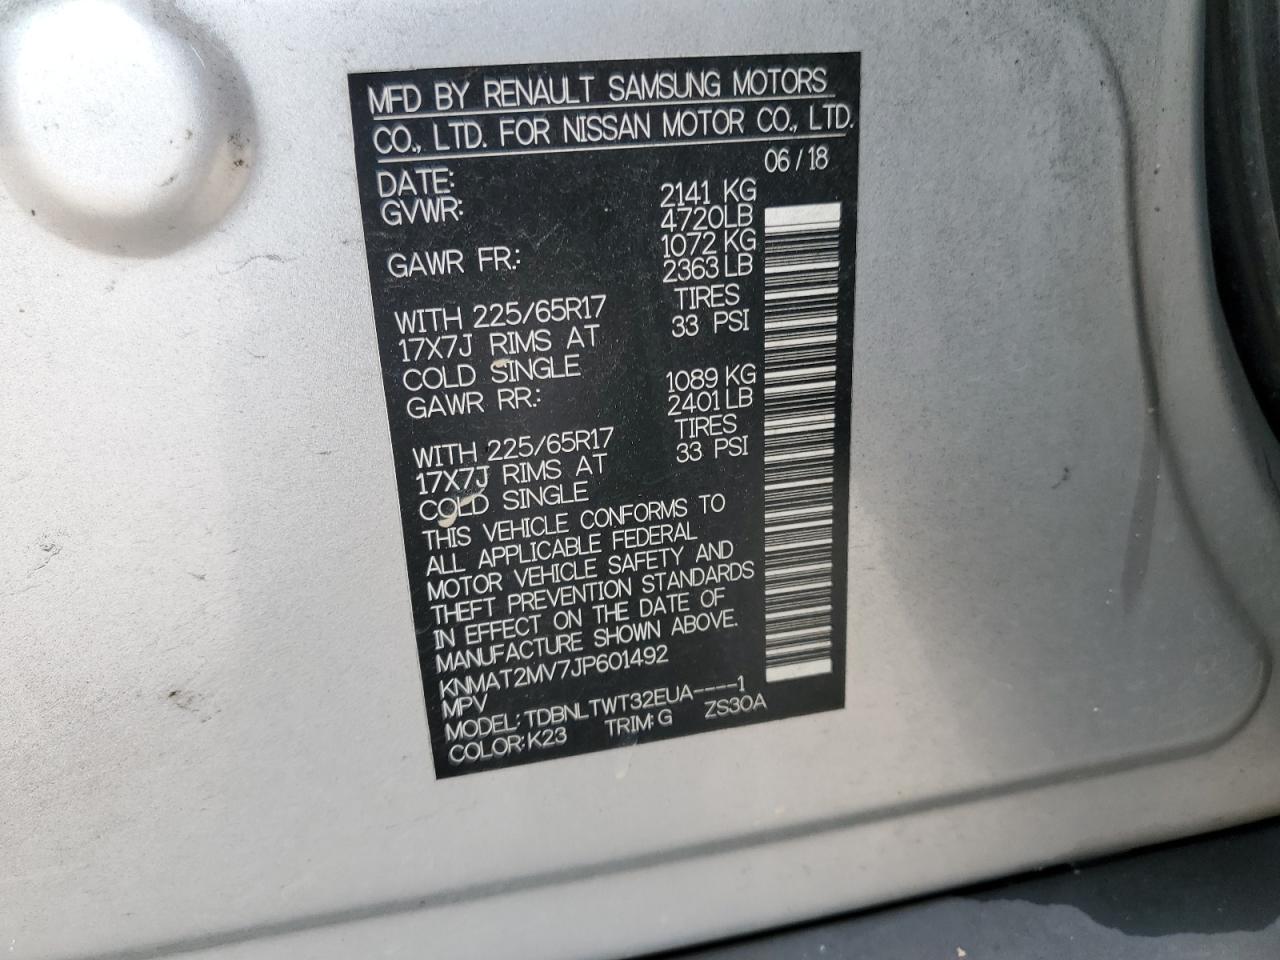 MFD BY RENAULT SAMSUNG MOTORS
CO., LTD. FOR NISSAN MOTOR CO., LTD.
DATE: 06/18
GVWR: 2141 KG
4720LB
GAWR FR.: 1072 KG
2363LB
WITH 225/65R17 TIRES
17X7J RIMS AT 33 PSI
COLD SINGLE
GAWR RR.: 1089 KG
2401LB
WITH 225/65R17 TIRES
17X7J RIMS AT 33 PSI
COLD SINGLE
THIS VEHICLE CONFORMS TO
ALL APPLICABLE FEDERAL
MOTOR VEHICLE SAFETY AND
THEFT PREVENTION STANDARDS
IN EFFECT ON THE DATE OF
MANUFACTURE SHOWN ABOVE.
KNMAT2MV7JP601492
MPV
MODEL: TDBNLTWT32EUA----1
COLOR: K23 TRIM: G ZS30A